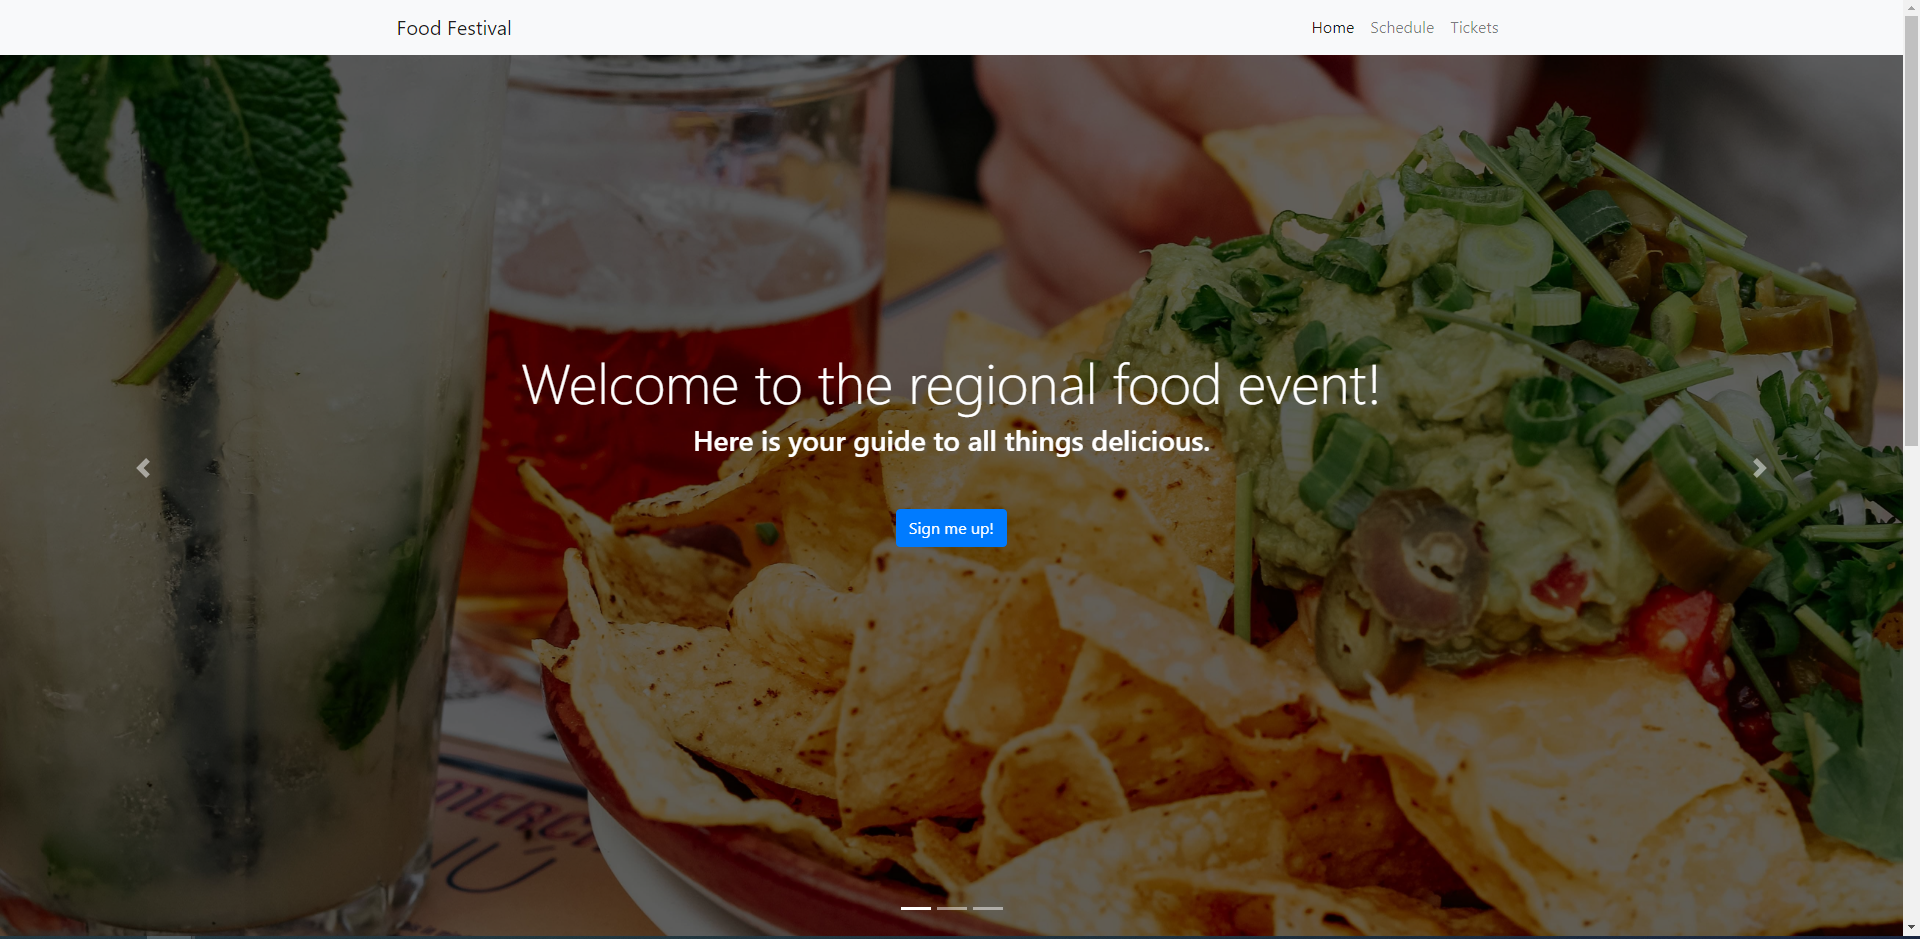 Food Festival
Home Schedule Tickets
Welcome to the regional food event!
Here is your guide to all things delicious.
Sign me up!